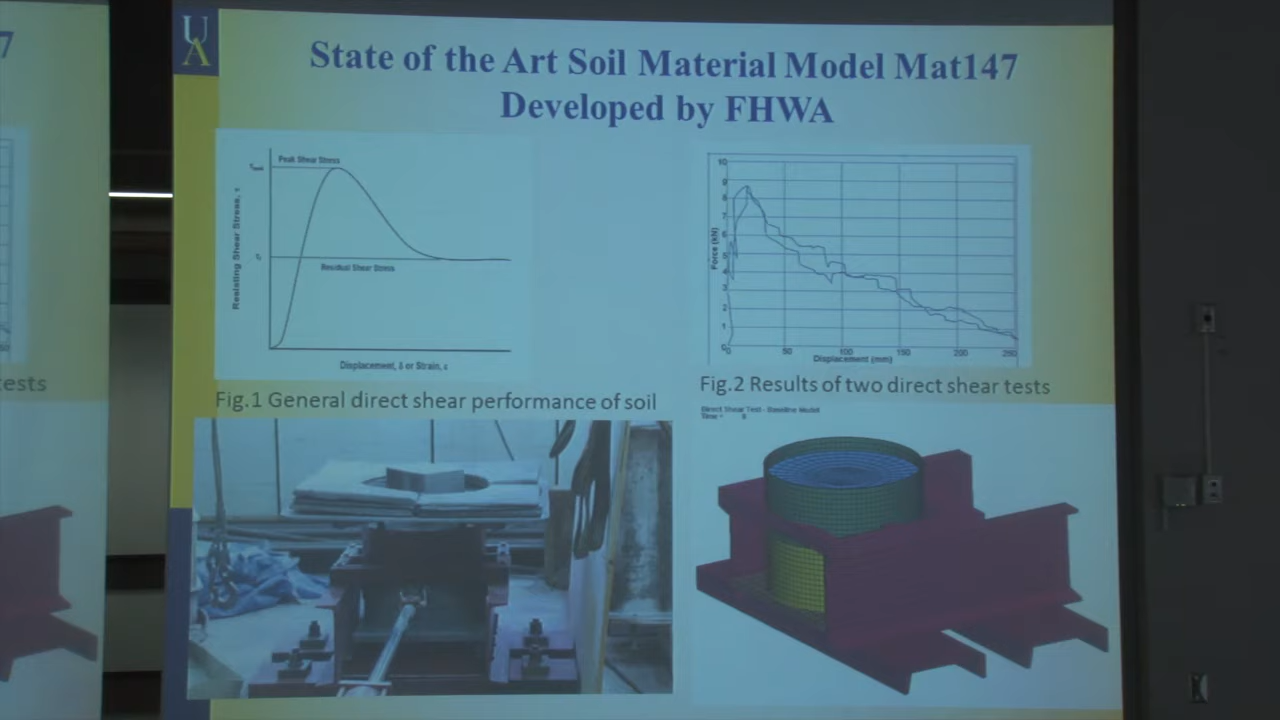 7
U
A
State of the Art Soil Material Model Mat147
Developed by FHWA
Peak Shear Stress
Resisting Shear Stress, τ
Residual Shear Stress
Displacement, δ or Strain, ε
10
9
8
7
6
5
4
3
2
1
0
Force (kN)
0 50 100 150 200 250
Displacement (mm)
ests
Fig.1 General direct shear performance of soil
Fig.2 Results of two direct shear tests
Direct Shear Test - Baseline Model
Time =